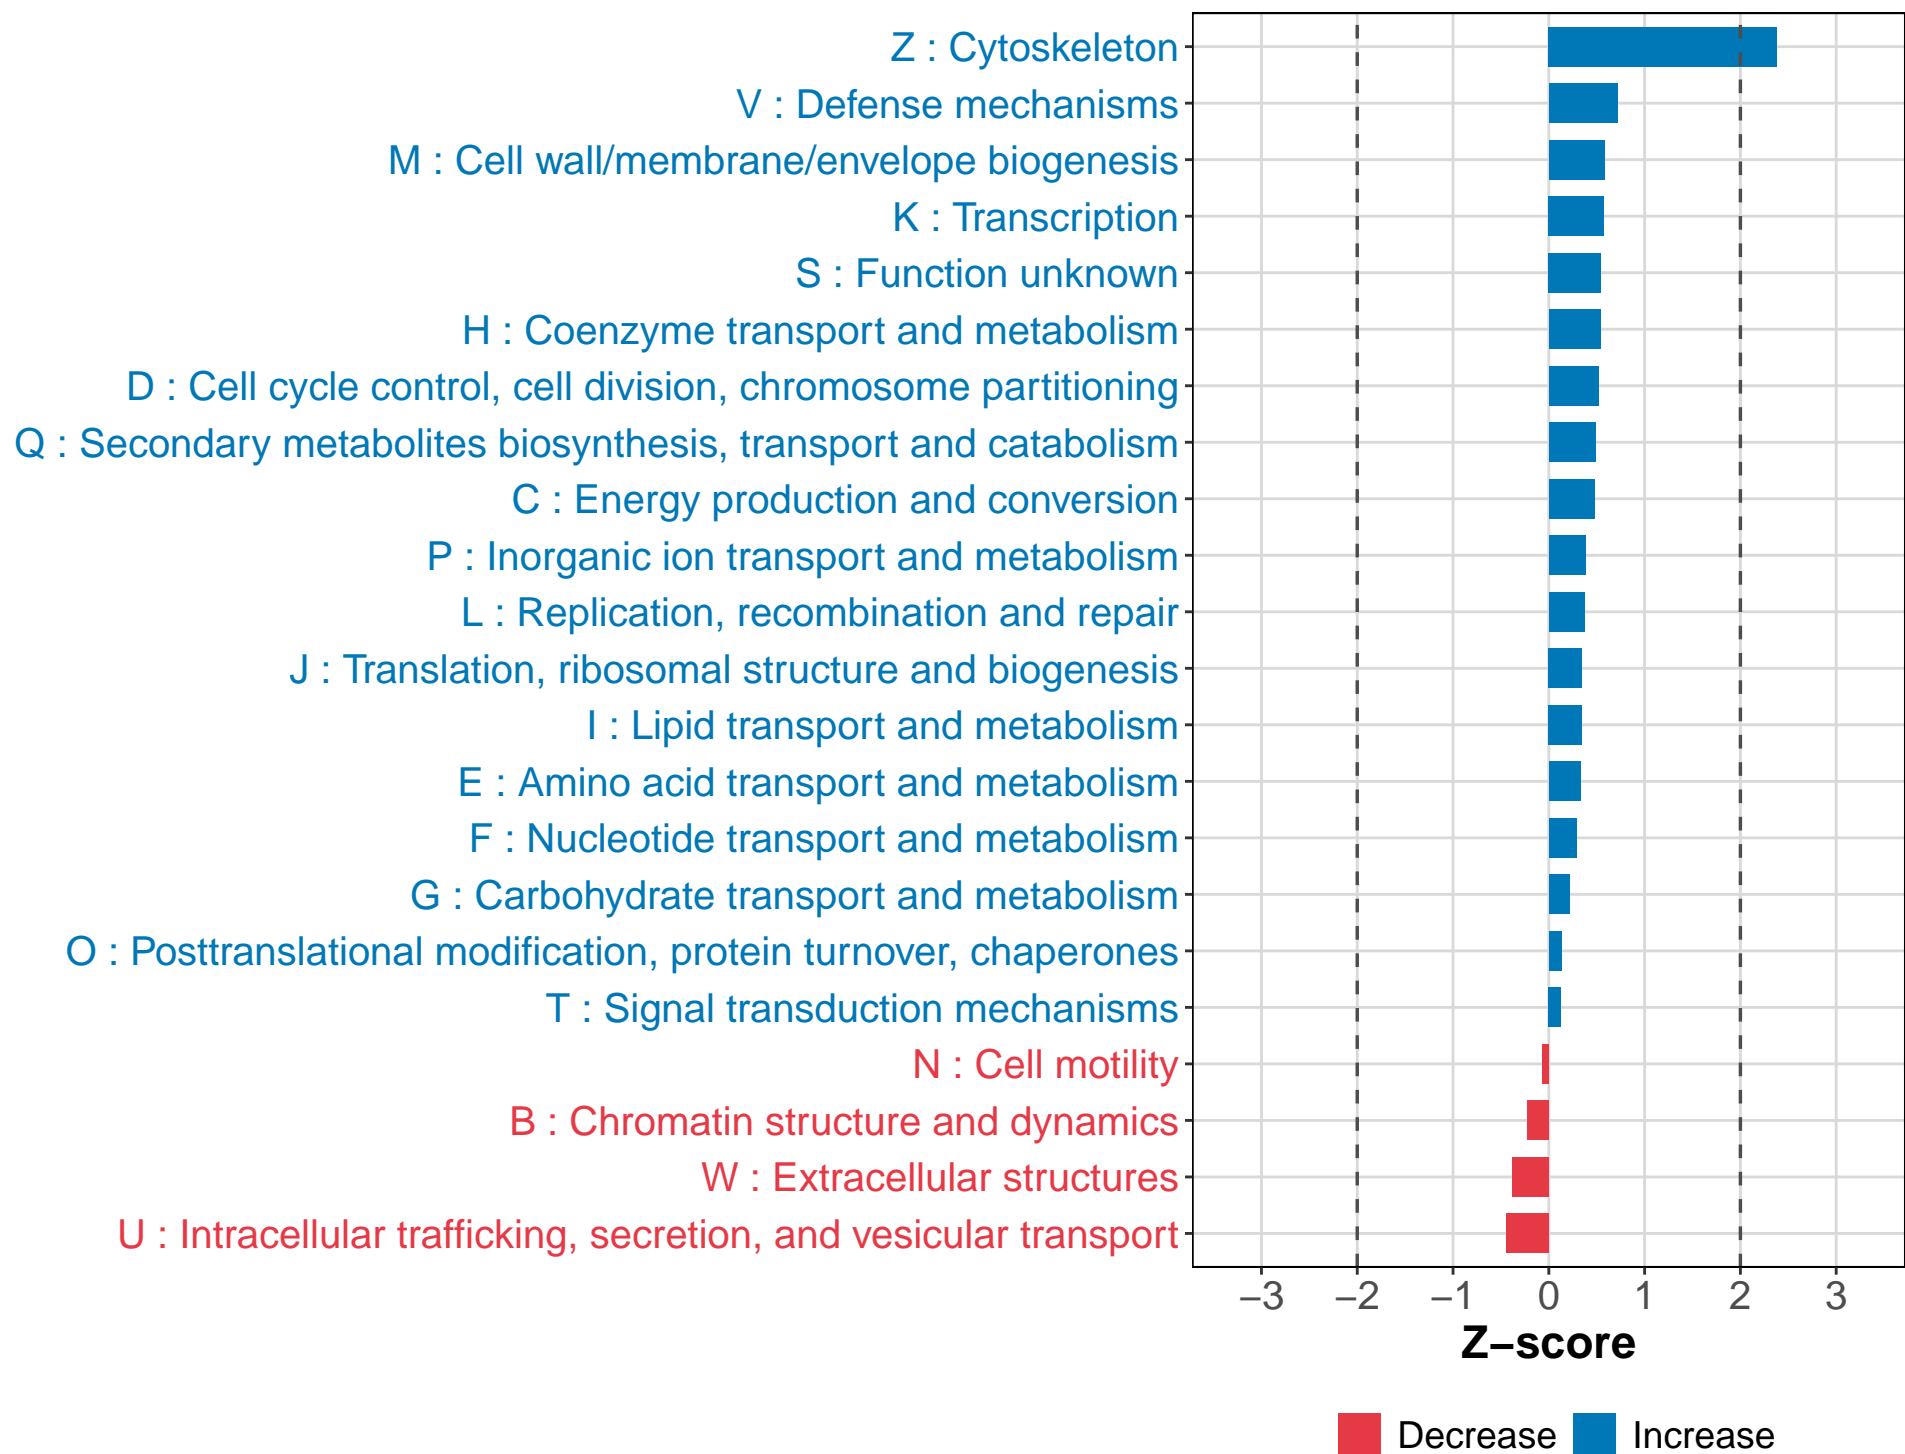 Z : Cytoskeleton
V : Defense mechanisms
M : Cell wall/membrane/envelope biogenesis
K : Transcription
S : Function unknown
H : Coenzyme transport and metabolism
D : Cell cycle control, cell division, chromosome partitioning
Q : Secondary metabolites biosynthesis, transport and catabolism
C : Energy production and conversion
P : Inorganic ion transport and metabolism
L : Replication, recombination and repair
J : Translation, ribosomal structure and biogenesis
I : Lipid transport and metabolism
E : Amino acid transport and metabolism
F : Nucleotide transport and metabolism
G : Carbohydrate transport and metabolism
O : Posttranslational modification, protein turnover, chaperones
T : Signal transduction mechanisms
N : Cell motility
B : Chromatin structure and dynamics
W : Extracellular structures
U : Intracellular trafficking, secretion, and vesicular transport
−3 −2 −1 0 1 2 3
Z−score
Decrease Increase